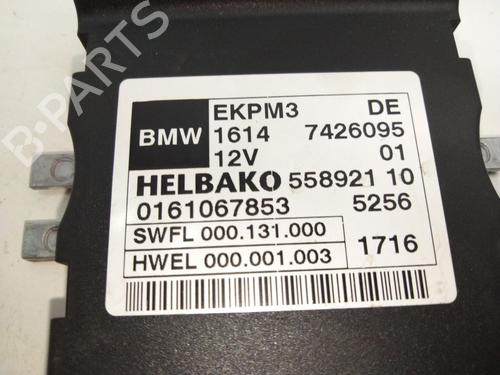 B-PARTS
EKPM3 DE
BMW 1614 7426095
12V 01
HELBAKO 558921 10
0161067853 5256
SWFL 000.131.000
HWEL 000.001.003 1716